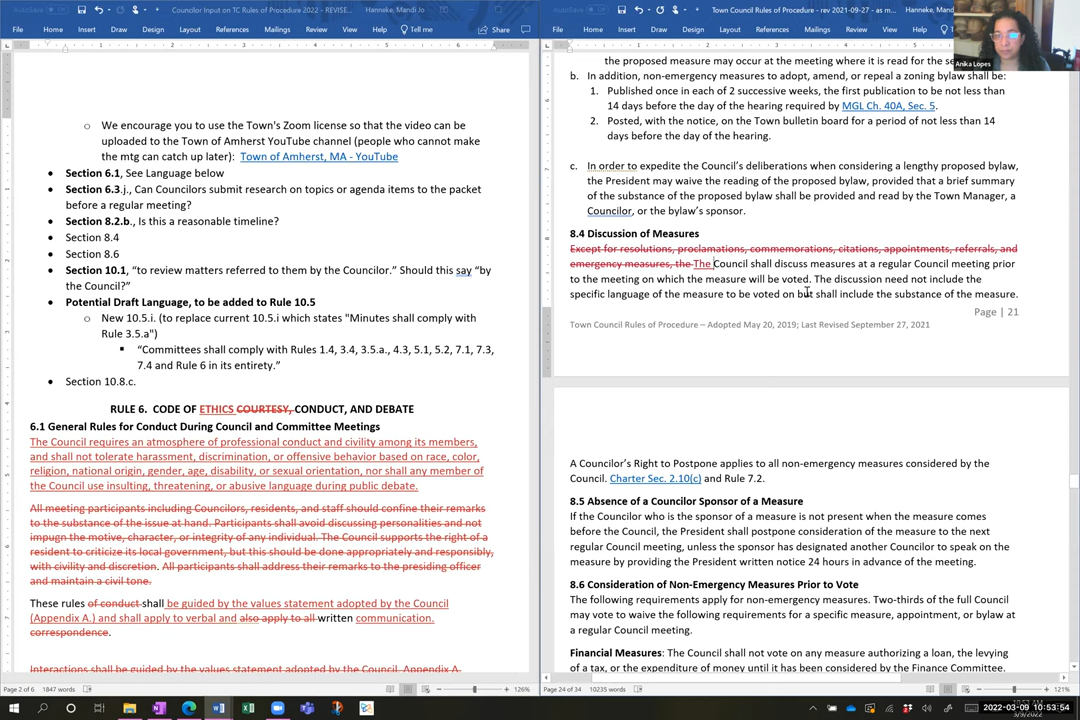 AutoSave Off
Councilor Input on TC Rules of Procedure 2022 - REVISE...
Hanneke, Mandi Jo
File Home Insert Draw Design Layout References Mailings Review View Help Tell me Share
We encourage you to use the Town's Zoom license so that the video can be
uploaded to the Town of Amherst YouTube channel (people who cannot make
the mtg can catch up later): Town of Amherst, MA - YouTube
Section 6.1, See Language below
Section 6.3.j., Can Councilors submit research on topics or agenda items to the packet
before a regular meeting?
Section 8.2.b., Is this a reasonable timeline?
Section 8.4
Section 8.6
Section 10.1, “to review matters referred to them by the Councilor.” Should this say “by
the Council?”
Potential Draft Language, to be added to Rule 10.5
New 10.5.i. (to replace current 10.5.i which states "Minutes shall comply with
Rule 3.5.a")
“Committees shall comply with Rules 1.4, 3.4, 3.5.a., 4.3, 5.1, 5.2, 7.1, 7.3,
7.4 and Rule 6 in its entirety.”
Section 10.8.c.
RULE 6. CODE OF ETHICS COURTESY, CONDUCT, AND DEBATE
6.1 General Rules for Conduct During Council and Committee Meetings
The Council requires an atmosphere of professional conduct and civility among its members,
and shall not tolerate harassment, discrimination, or offensive behavior based on race, color,
religion, national origin, gender, age, disability, or sexual orientation, nor shall any member of
the Council use insulting, threatening, or abusive language during public debate.
All meeting participants including Councilors, residents, and staff should confine their remarks
to the substance of the issue at hand. Participants shall avoid discussing personalities and not
impugn the motive, character, or integrity of any individual. The Council supports the right of a
resident to criticize its local government, but this should be done appropriately and responsibly,
with civility and discretion. All participants shall address their remarks to the presiding officer
and maintain a civil tone.
These rules of conduct shall be guided by the values statement adopted by the Council
(Appendix A.) and shall apply to verbal and also apply to all written communication.
correspondence.
Interactions shall be guided by the values statement adopted by the Council. Appendix A.
Page 2 of 6 1847 words
126%
AutoSave Off
Town Council Rules of Procedure - rev 2021-09-27 - as m...
Hanneke, M
File Home Insert Draw Design Layout References Mailings Review View Help
Anika Lopes
the proposed measure may occur at the meeting where it is read for the se
b. In addition, non-emergency measures to adopt, amend, or repeal a zoning bylaw shall be:
1. Published once in each of 2 successive weeks, the first publication to be not less than
14 days before the day of the hearing required by MGL Ch. 40A, Sec. 5.
2. Posted, with the notice, on the Town bulletin board for a period of not less than 14
days before the day of the hearing.
c. In order to expedite the Council’s deliberations when considering a lengthy proposed bylaw,
the President may waive the reading of the proposed bylaw, provided that a brief summary
of the substance of the proposed bylaw shall be provided and read by the Town Manager, a
Councilor, or the bylaw’s sponsor.
8.4 Discussion of Measures
Except for resolutions, proclamations, commemorations, citations, appointments, referrals, and
emergency measures, the The Council shall discuss measures at a regular Council meeting prior
to the meeting on which the measure will be voted. The discussion need not include the
specific language of the measure to be voted on but shall include the substance of the measure.
Page | 21
Town Council Rules of Procedure – Adopted May 20, 2019; Last Revised September 27, 2021
A Councilor’s Right to Postpone applies to all non-emergency measures considered by the
Council. Charter Sec. 2.10(c) and Rule 7.2.
8.5 Absence of a Councilor Sponsor of a Measure
If the Councilor who is the sponsor of a measure is not present when the measure comes
before the Council, the President shall postpone consideration of the measure to the next
regular Council meeting, unless the sponsor has designated another Councilor to speak on the
measure by providing the President written notice 24 hours in advance of the meeting.
8.6 Consideration of Non-Emergency Measures Prior to Vote
The following requirements apply for non-emergency measures. Two-thirds of the full Council
may vote to waive the following requirements for a specific measure, appointment, or bylaw at
a regular Council meeting.
Financial Measures: The Council shall not vote on any measure authorizing a loan, the levying
of a tax, or the expenditure of money until it has been considered by the Finance Committee.
Page 24 of 34 10235 words
121%
2022-03-09 10:53:54